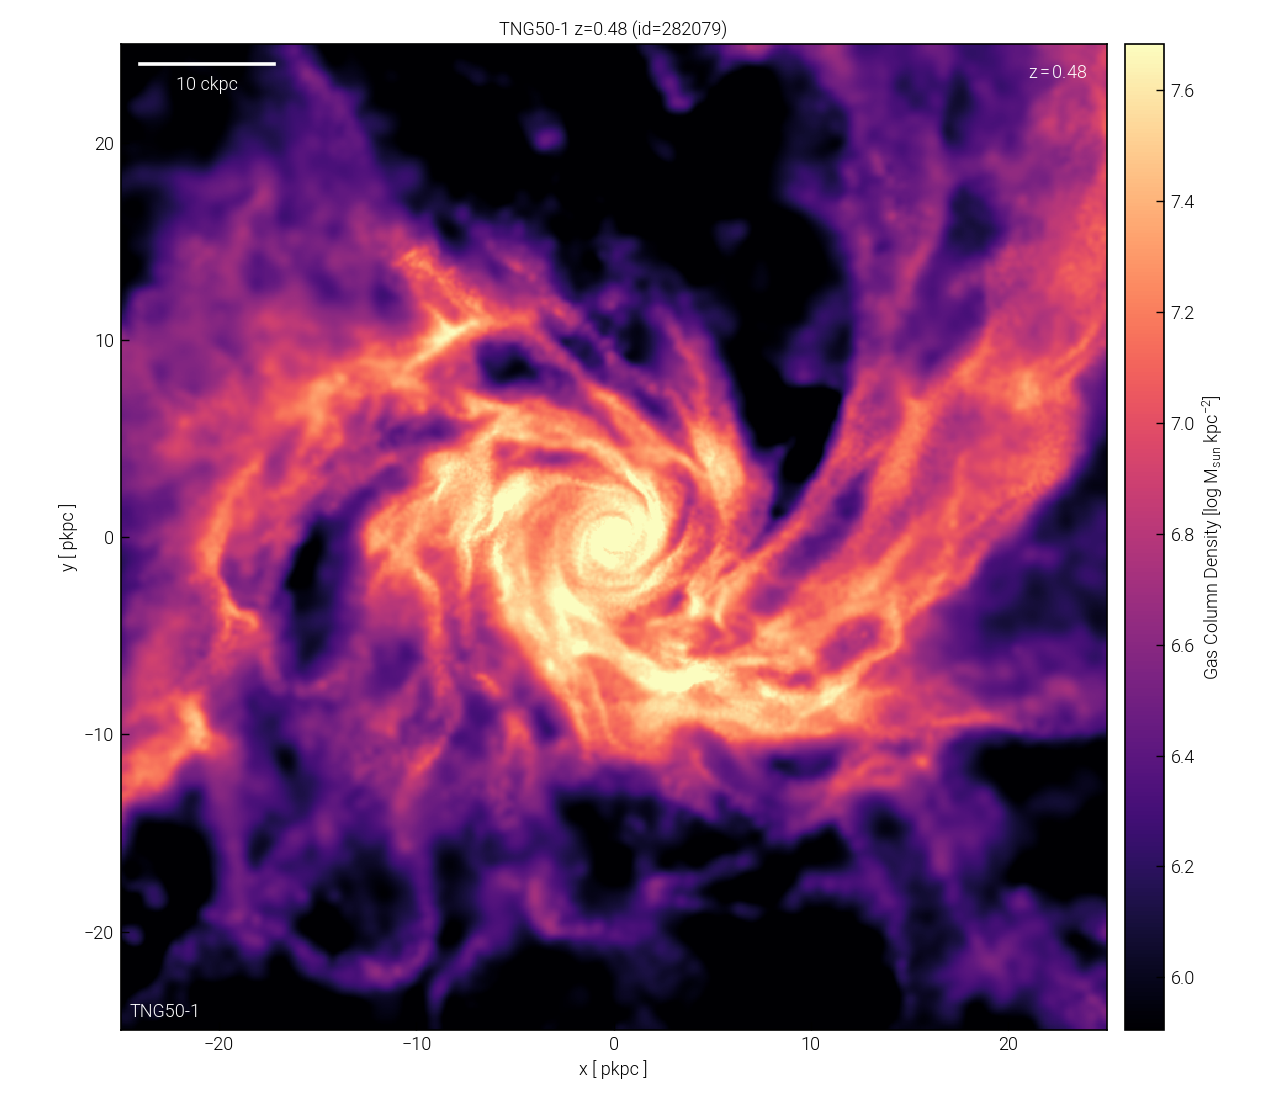 TNG50-1 z=0.48 (id=282079)
10 ckpc
z=0.48
TNG50-1
20
10
0
−10
−20
y [ pkpc ]
−20
−10
0
10
20
x [ pkpc ]
7.6
7.4
7.2
7.0
6.8
6.6
6.4
6.2
6.0
Gas Column Density [log M_sun kpc^−2]